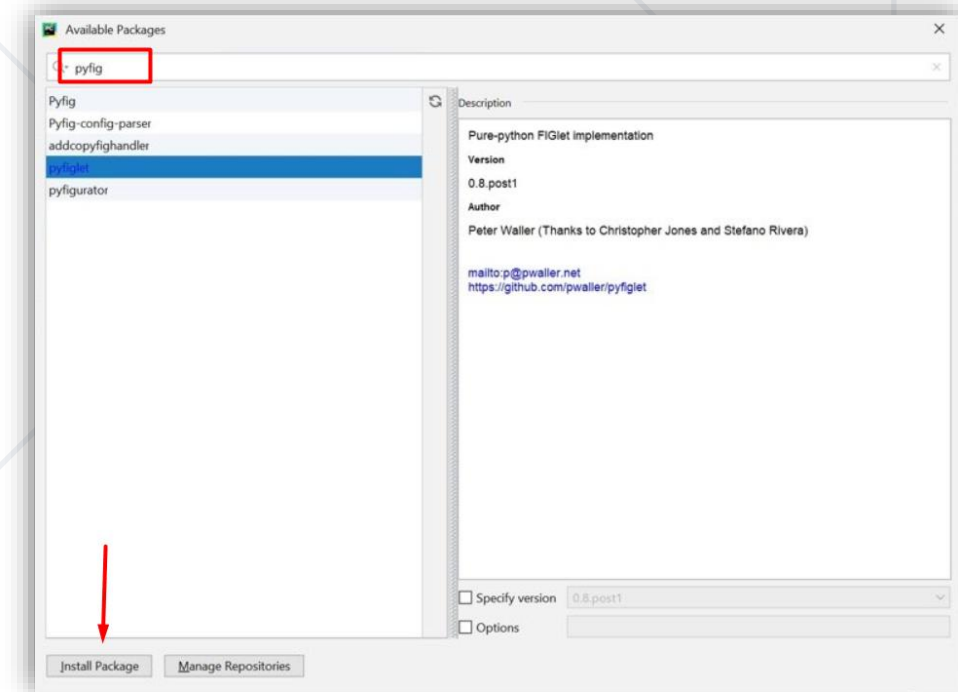 Available Packages
pyfig
Pyfig
Pyfig-config-parser
addcopyfighandler
pyfiglet
pyfigurator
Description
Pure-python FIGlet implementation
Version
0.8.post1
Author
Peter Waller (Thanks to Christopher Jones and Stefano Rivera)
mailto:p@pwaller.net
https://github.com/pwaller/pyfiglet
Specify version 0.8.post1
Options
Install Package Manage Repositories